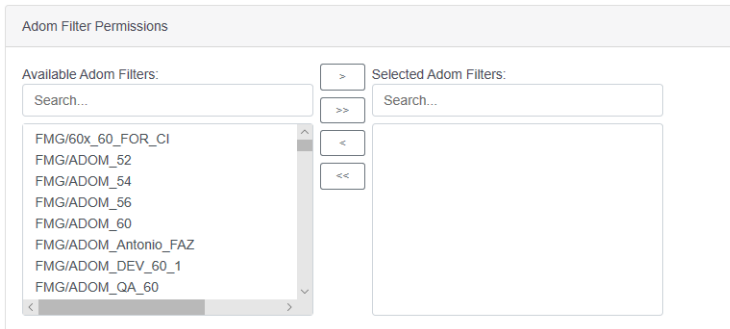 Adom Filter Permissions
Available Adom Filters:
Search...
FMG/60x_60_FOR_CI
FMG/ADOM_52
FMG/ADOM_54
FMG/ADOM_56
FMG/ADOM_60
FMG/ADOM_Antonio_FAZ
FMG/ADOM_DEV_60_1
FMG/ADOM_QA_60
>
>>
<
<<
Selected Adom Filters:
Search...